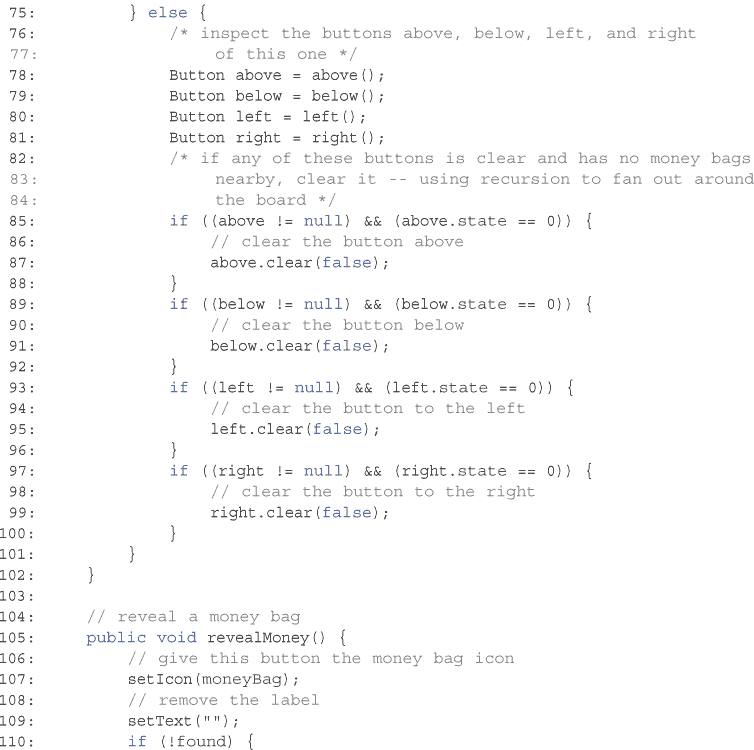 75:         } else {
76:             /* inspect the buttons above, below, left, and right
77:                 of this one */
78:             Button above = above();
79:             Button below = below();
80:             Button left = left();
81:             Button right = right();
82:             /* if any of these buttons is clear and has no money bags
83:                 nearby, clear it -- using recursion to fan out around
84:                 the board */
85:             if ((above != null) && (above.state == 0)) {
86:                 // clear the button above
87:                 above.clear(false);
88:             }
89:             if ((below != null) && (below.state == 0)) {
90:                 // clear the button below
91:                 below.clear(false);
92:             }
93:             if ((left != null) && (left.state == 0)) {
94:                 // clear the button to the left
95:                 left.clear(false);
96:             }
97:             if ((right != null) && (right.state == 0)) {
98:                 // clear the button to the right
99:                 right.clear(false);
100:             }
101:         }
102:     }
103:
104:     // reveal a money bag
105:     public void revealMoney() {
106:         // give this button the money bag icon
107:         setIcon(moneyBag);
108:         // remove the label
109:         setText("");
110:         if (!found) {